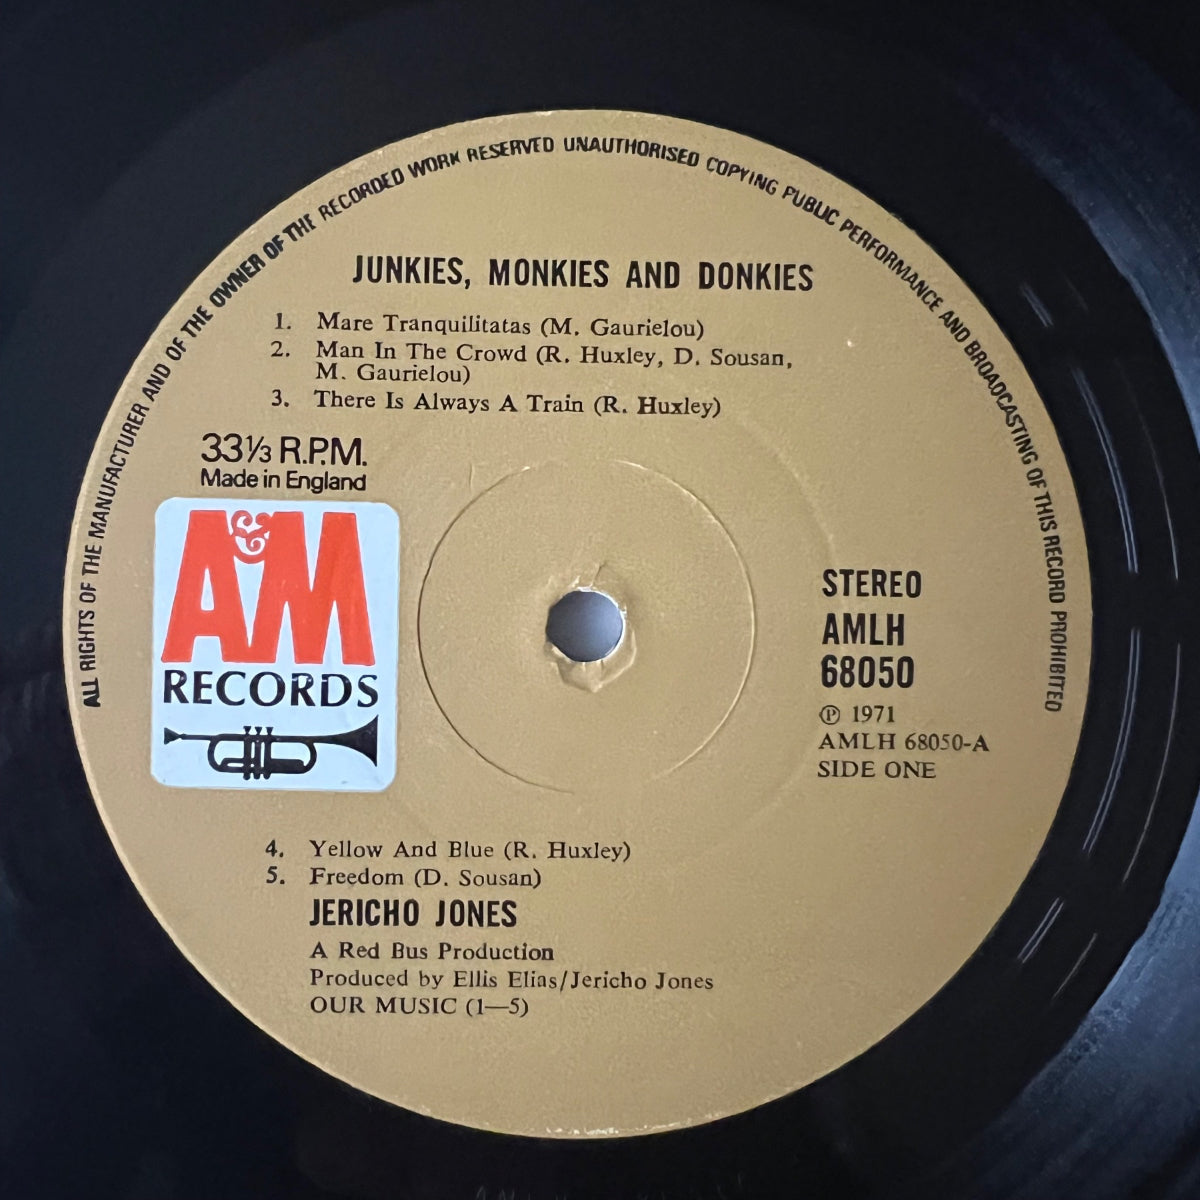 ALL RIGHTS OF THE MANUFACTURER AND OF THE OWNER OF THE RECORDED WORK RESERVED UNAUTHORISED COPYING PUBLIC PERFORMANCE AND BROADCASTING OF THIS RECORD PROHIBITED
JUNKIES, MONKIES AND DONKIES
1. Mare Tranquilitatas (M. Gaurielou)
2. Man In The Crowd (R. Huxley, D. Sousan,
M. Gaurielou)
3. There Is Always A Train (R. Huxley)
33⅓ R.P.M.
Made in England
A&M
RECORDS
STEREO
AMLH
68050
℗ 1971
AMLH 68050-A
SIDE ONE
4. Yellow And Blue (R. Huxley)
5. Freedom (D. Sousan)
JERICHO JONES
A Red Bus Production
Produced by Ellis Elias/Jericho Jones
OUR MUSIC (1—5)